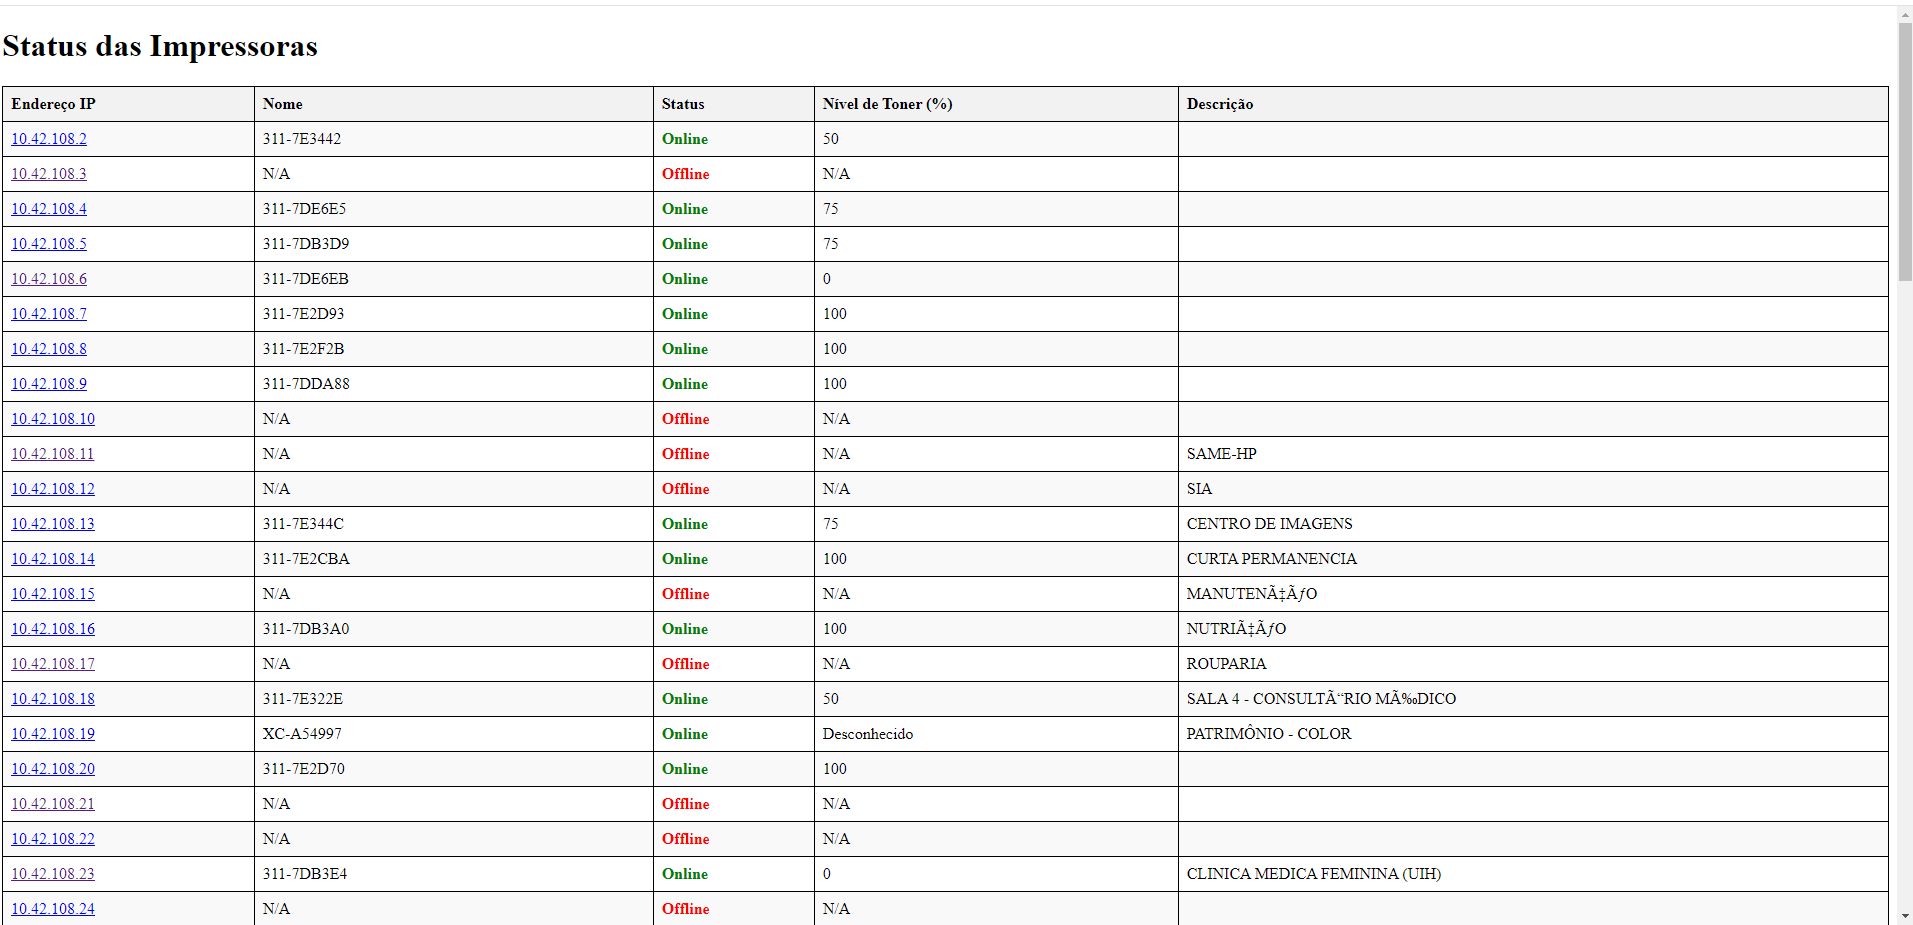 Status das Impressoras
Endereço IP Nome Status Nível de Toner (%) Descrição
10.42.108.2 311-7E3442 Online 50
10.42.108.3 N/A Offline N/A
10.42.108.4 311-7DE6E5 Online 75
10.42.108.5 311-7DB3D9 Online 75
10.42.108.6 311-7DE6EB Online 0
10.42.108.7 311-7E2D93 Online 100
10.42.108.8 311-7E2F2B Online 100
10.42.108.9 311-7DDA88 Online 100
10.42.108.10 N/A Offline N/A
10.42.108.11 N/A Offline N/A SAME-HP
10.42.108.12 N/A Offline N/A SIA
10.42.108.13 311-7E344C Online 75 CENTRO DE IMAGENS
10.42.108.14 311-7E2CBA Online 100 CURTA PERMANENCIA
10.42.108.15 N/A Offline N/A MANUTENÃ‡ÃƒO
10.42.108.16 311-7DB3A0 Online 100 NUTRIÃ‡ÃƒO
10.42.108.17 N/A Offline N/A ROUPARIA
10.42.108.18 311-7E322E Online 50 SALA 4 - CONSULTÃ“RIO MÃ‰DICO
10.42.108.19 XC-A54997 Online Desconhecido PATRIMÔNIO - COLOR
10.42.108.20 311-7E2D70 Online 100
10.42.108.21 N/A Offline N/A
10.42.108.22 N/A Offline N/A
10.42.108.23 311-7DB3E4 Online 0 CLINICA MEDICA FEMININA (UIH)
10.42.108.24 N/A Offline N/A